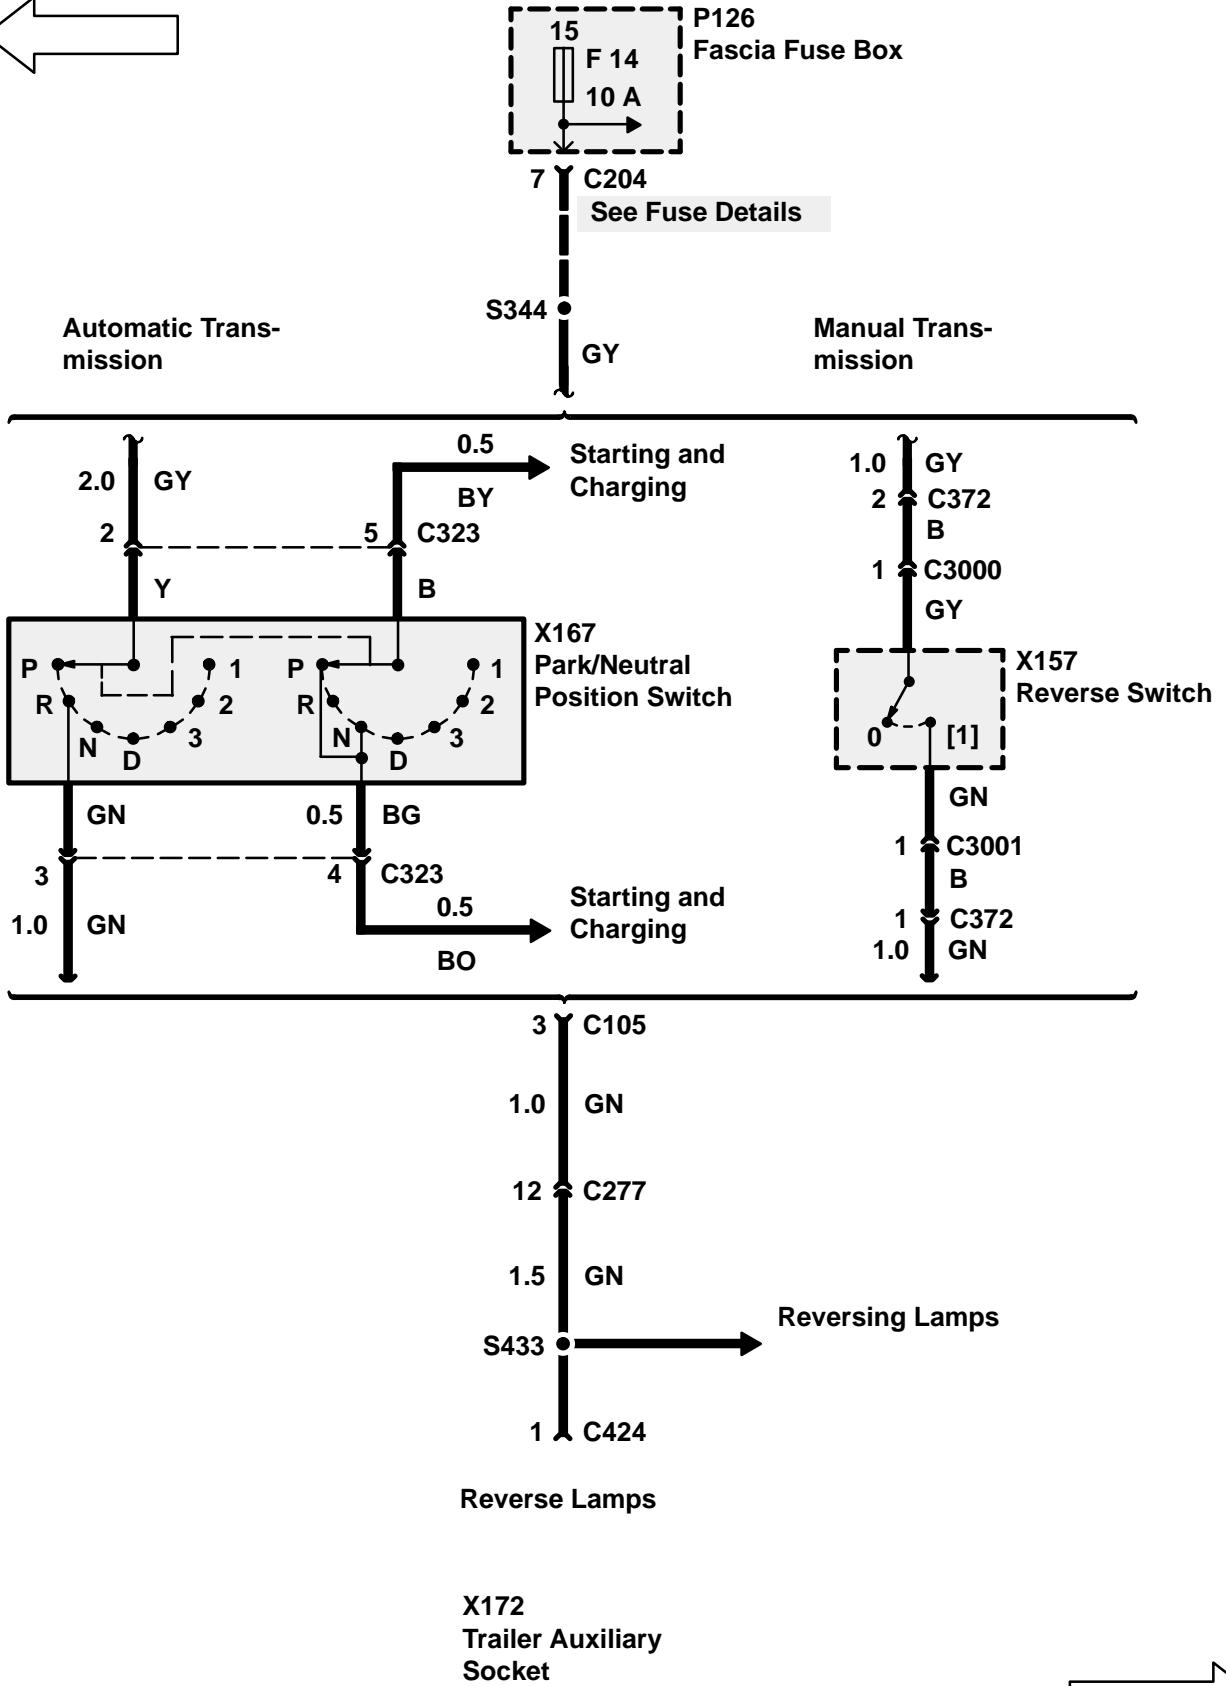 P126
Fascia Fuse Box
15
F 14
10 A
7 C204
See Fuse Details
S344
GY
Automatic Trans-
mission
Manual Trans-
mission
2.0 GY
0.5
BY
Starting and
Charging
1.0 GY
2 C372
B
2
5 C323
1 C3000
Y
B
GY
X167
Park/Neutral
Position Switch
P
R
N
D
3
2
1
P
R
N
D
3
2
1
X157
Reverse Switch
0 [1]
GN
0.5 BG
GN
3
4 C323
1 C3001
B
1.0 GN
0.5
BO
Starting and
Charging
1 C372
1.0 GN
3 C105
1.0 GN
12 C277
1.5 GN
S433
Reversing Lamps
1 C424
Reverse Lamps
X172
Trailer Auxiliary
Socket